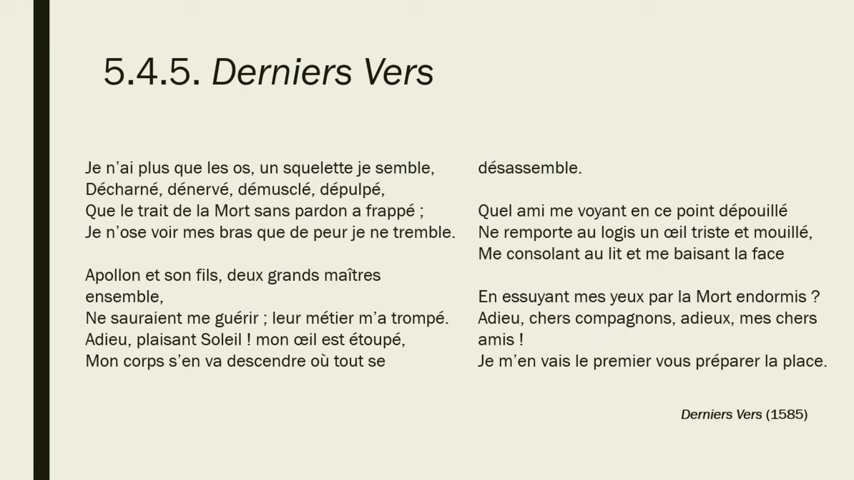 5.4.5. Derniers Vers
Je n’ai plus que les os, un squelette je semble,
Décharné, dénervé, démusclé, dépulpé,
Que le trait de la Mort sans pardon a frappé ;
Je n’ose voir mes bras que de peur je ne tremble.
Apollon et son fils, deux grands maîtres
ensemble,
Ne sauraient me guérir ; leur métier m’a trompé.
Adieu, plaisant Soleil ! mon œil est étoupé,
Mon corps s’en va descendre où tout se
désassemble.
Quel ami me voyant en ce point dépouillé
Ne remporte au logis un œil triste et mouillé,
Me consolant au lit et me baisant la face
En essuyant mes yeux par la Mort endormis ?
Adieu, chers compagnons, adieux, mes chers
amis !
Je m’en vais le premier vous préparer la place.
Derniers Vers (1585)